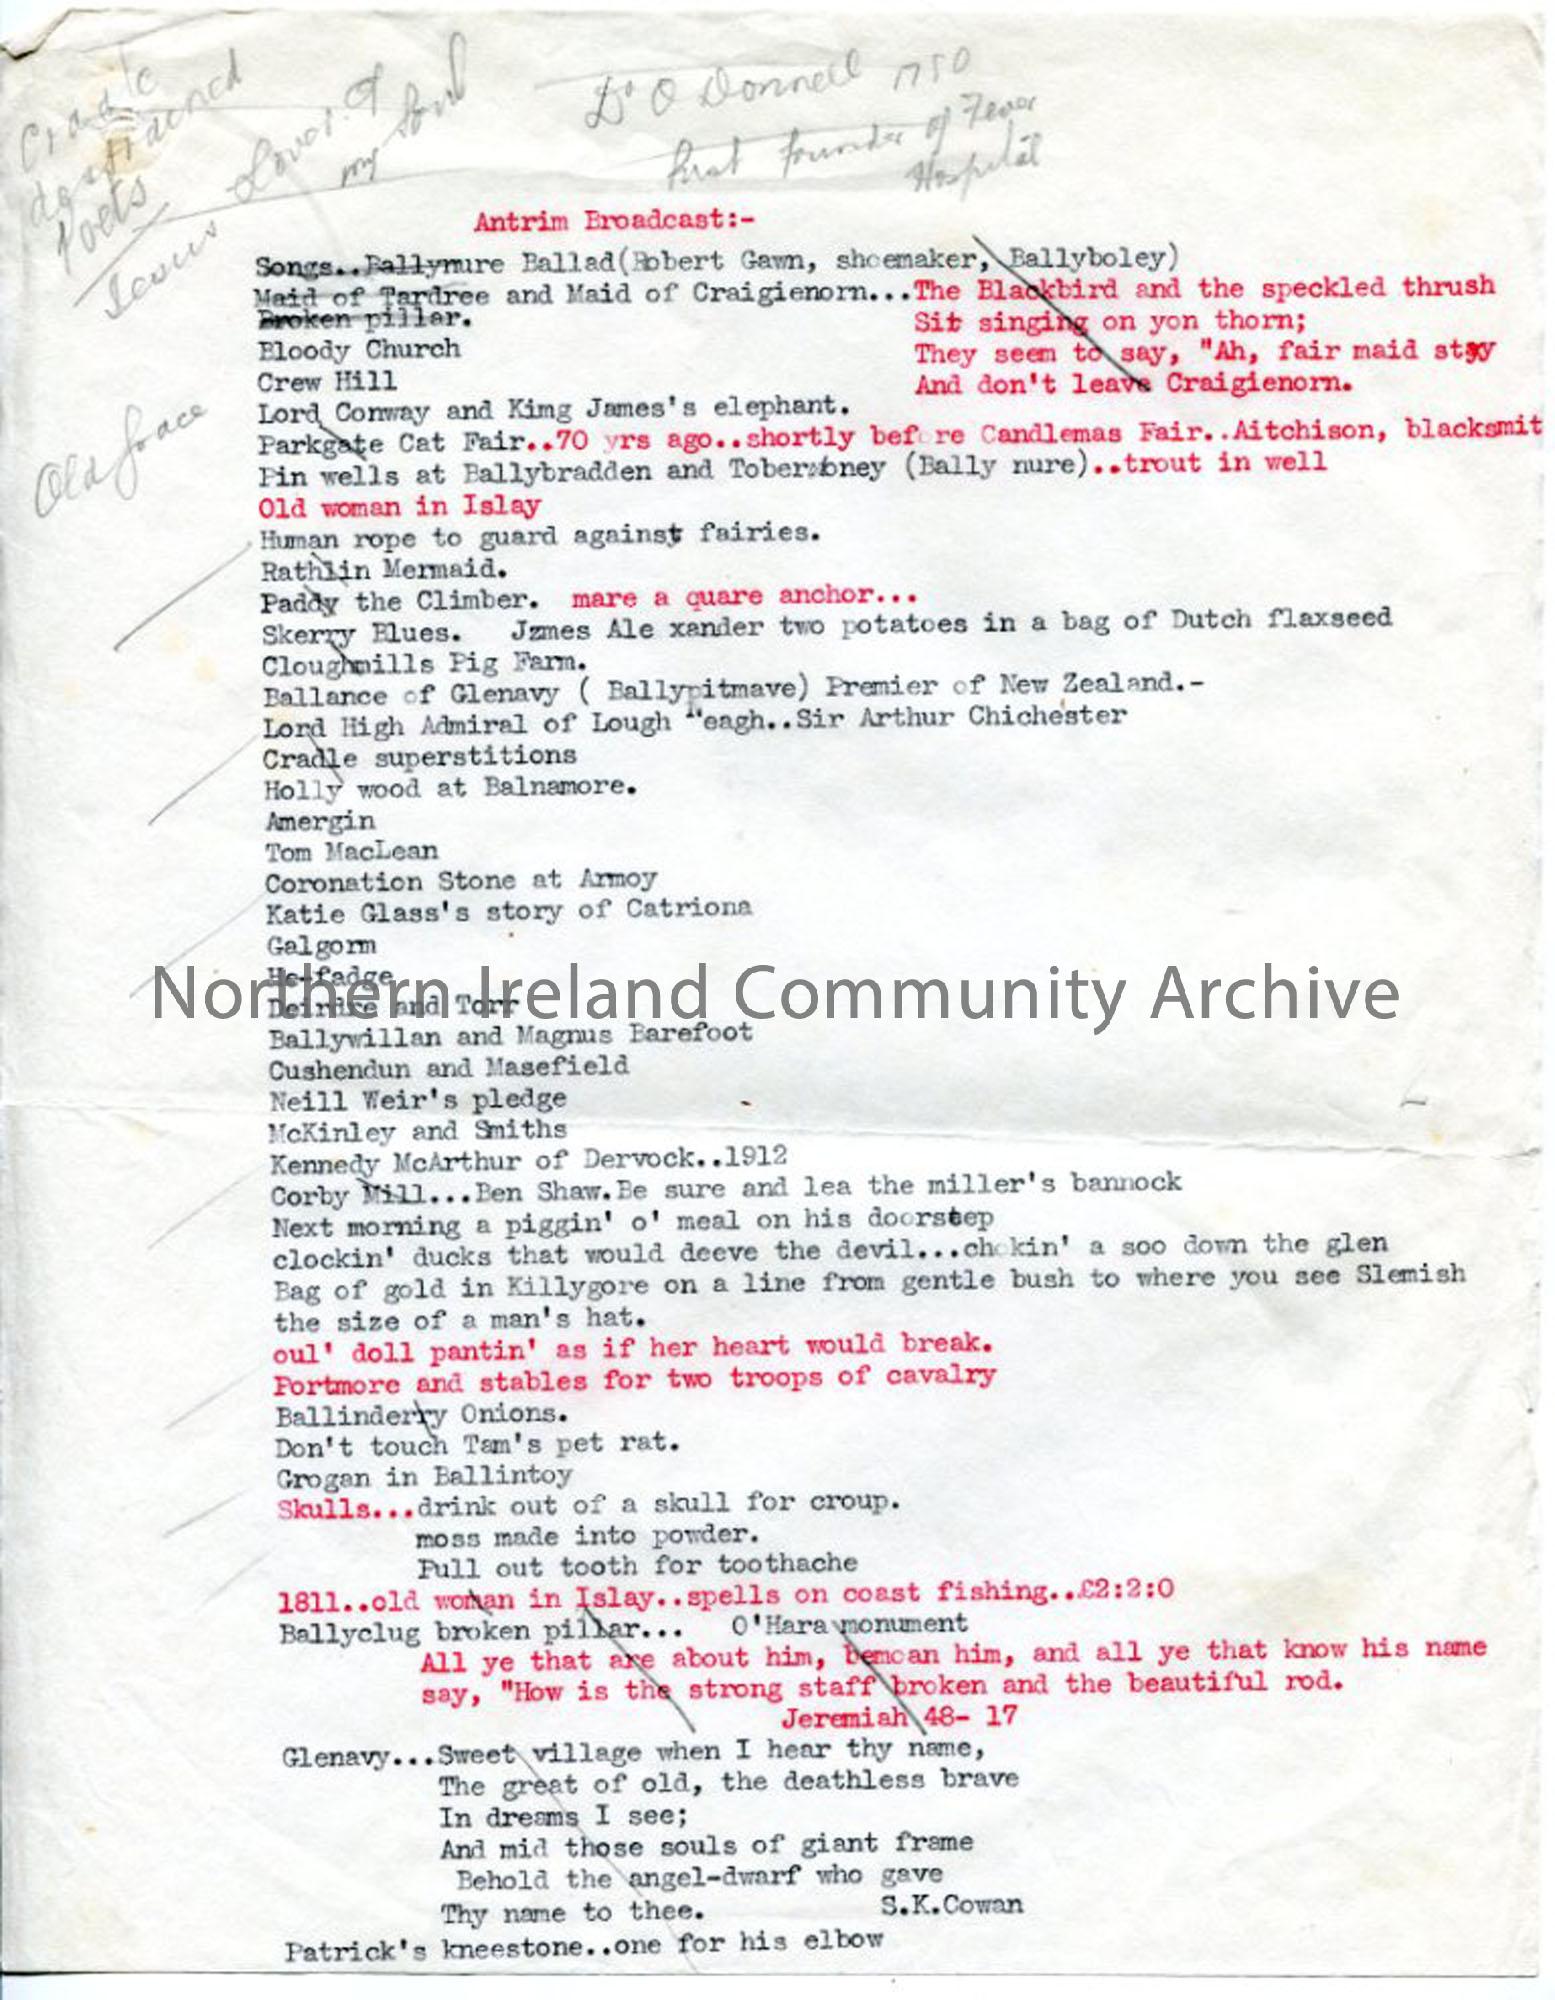 Cradle
destained
Poets
Jesus Lover of
my Soul
Dr O Donnell 1750
first founder of Fever
Hospital
Antrim Broadcast:-
Songs..Ballynure Ballad(Robert Gawn, shoemaker, Ballyboley)
Maid of Tardree and Maid of Craigienorn...The Blackbird and the speckled thrush
Broken pillar. Sit singing on yon thorn;
Bloody Church They seem to say, "Ah, fair maid stay
Crew Hill And don't leave Craigienorn.
Lord Conway and Kimg James's elephant.
Parkgate Cat Fair..70 yrs ago..shortly before Candlemas Fair..Aitchison, blacksmit
Pin wells at Ballybradden and Toberobney (Bally nure)..trout in well
Old grace
Old woman in Islay
Human rope to guard against fairies.
Rathlin Mermaid.
Paddy the Climber. mare a quare anchor...
Skerry Blues. Jzmes Ale xander two potatoes in a bag of Dutch flaxseed
Cloughmills Pig Farm.
Ballance of Glenavy ( Ballypitmave) Premier of New Zealand.-
Lord High Admiral of Lough Neagh..Sir Arthur Chichester
Cradle superstitions
Holly wood at Balnamore.
Amergin
Tom MacLean
Coronation Stone at Armoy
Katie Glass's story of Catriona
Galgorm
He-fadge
Northern Ireland Community Archive
Deirdre and Torr
Ballywillan and Magnus Barefoot
Cushendun and Masefield
Neill Weir's pledge
McKinley and Smiths
Kennedy McArthur of Dervock..1912
Corby Mill...Ben Shaw.Be sure and lea the miller's bannock
Next morning a piggin' o' meal on his doorstep
clockin' ducks that would deeve the devil...chokin' a soo down the glen
Bag of gold in Killygore on a line from gentle bush to where you see Slemish
the size of a man's hat.
oul' doll pantin' as if her heart would break.
Portmore and stables for two troops of cavalry
Ballinderry Onions.
Don't touch Tam's pet rat.
Grogan in Ballintoy
Skulls...drink out of a skull for croup.
moss made into powder.
Pull out tooth for toothache
1811..old woman in Islay..spells on coast fishing..£2:2:0
Ballyclug broken pillar... O'Hara monument
All ye that are about him, bemoan him, and all ye that know his name
say, "How is the strong staff broken and the beautiful rod.
Jeremiah 48- 17
Glenavy...Sweet village when I hear thy name,
The great of old, the deathless brave
In dreams I see;
And mid those souls of giant frame
Behold the angel-dwarf who gave
Thy name to thee. S.K.Cowan
Patrick's kneestone..one for his elbow